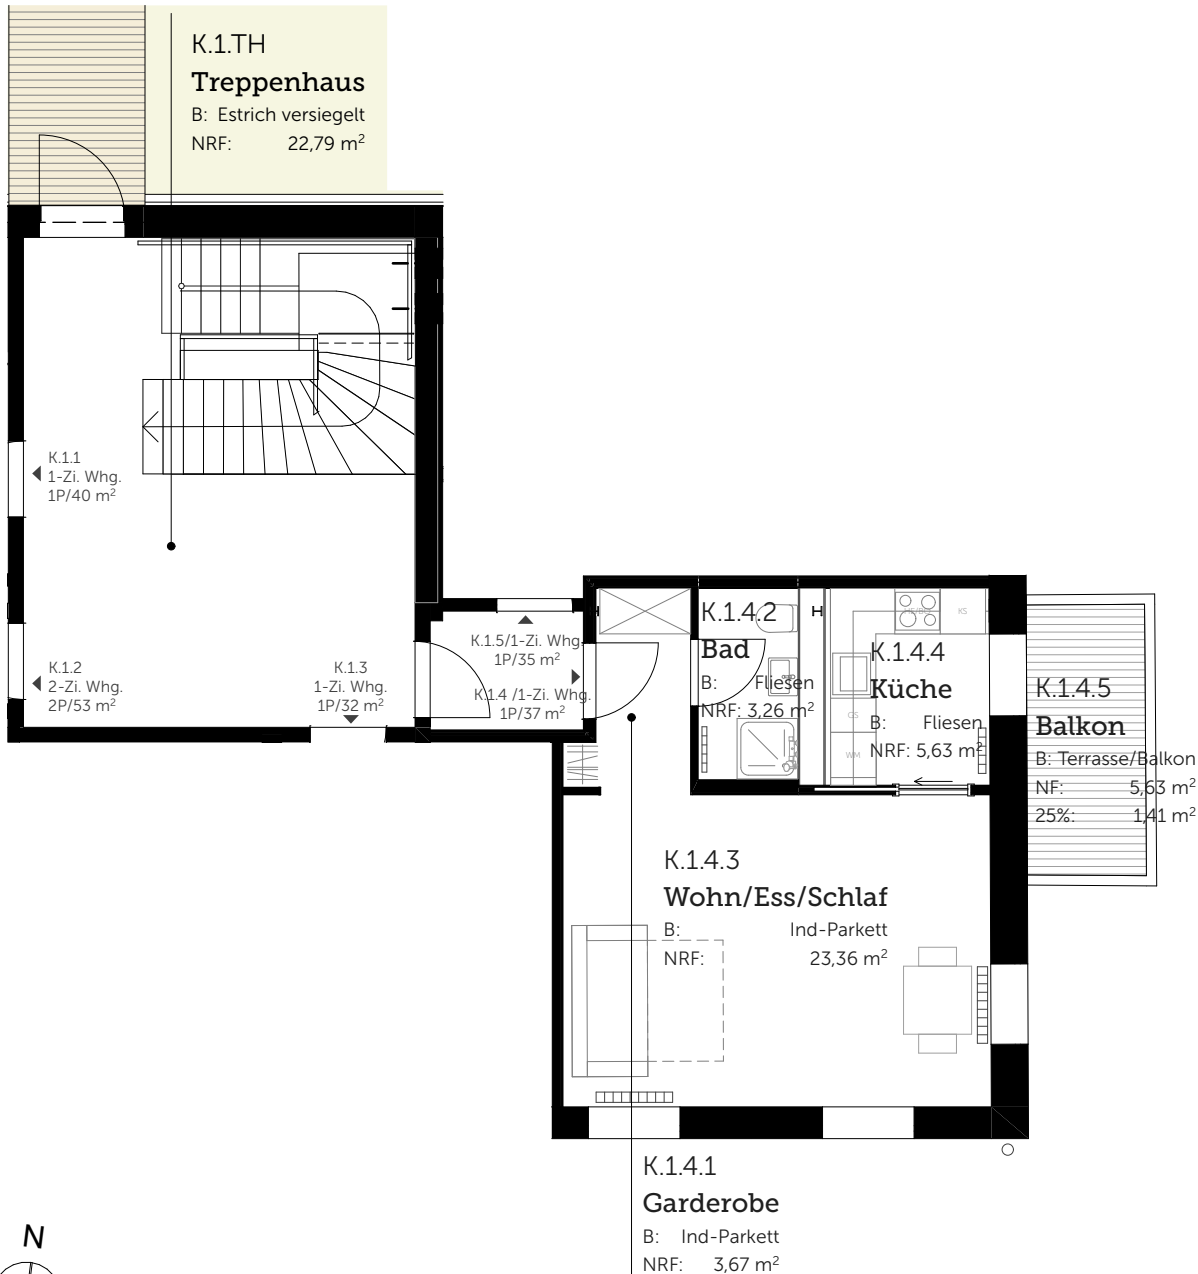 K.1.TH
Treppenhaus
B: Estrich versiegelt
NRF: 22,79 m²
K.1.1
1-Zi. Whg.
1P/40 m²
K.1.2
2-Zi. Whg.
2P/53 m²
K.1.3
1-Zi. Whg.
1P/32 m²
K.1.5/1-Zi. Whg.
1P/35 m²
K.1.4 /1-Zi. Whg.
1P/37 m²
K.1.4.2
Bad
B: Fliesen
NRF: 3,26 m²
H
KS
GS
WM
K.1.4.4
Küche
B: Fliesen
NRF: 5,63 m²
K.1.4.5
Balkon
B: Terrasse/Balkon
NF: 5,63 m²
25%: 1,41 m²
K.1.4.3
Wohn/Ess/Schlaf
B: Ind-Parkett
NRF: 23,36 m²
K.1.4.1
Garderobe
B: Ind-Parkett
NRF: 3,67 m²
N